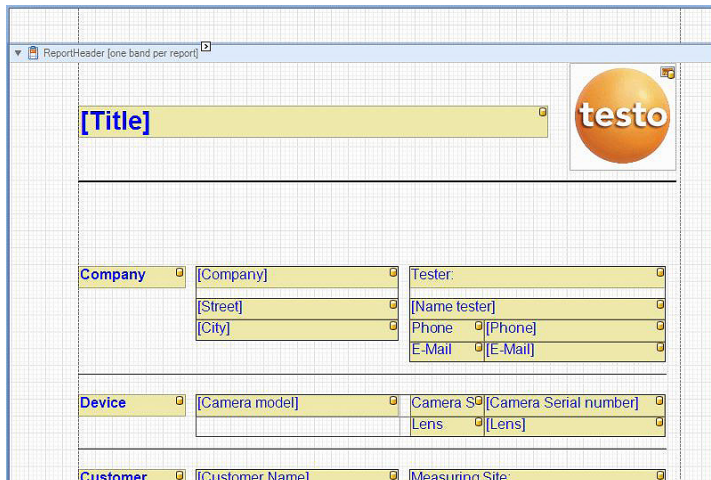 ReportHeader [one band per report]
testo
[Title]
Company [Company] Tester:
[Street] [Name tester]
[City] Phone [Phone]
E-Mail [E-Mail]
Device [Camera model] Camera S [Camera Serial number]
Lens [Lens]
Customer [Customer Name] Measuring Site: